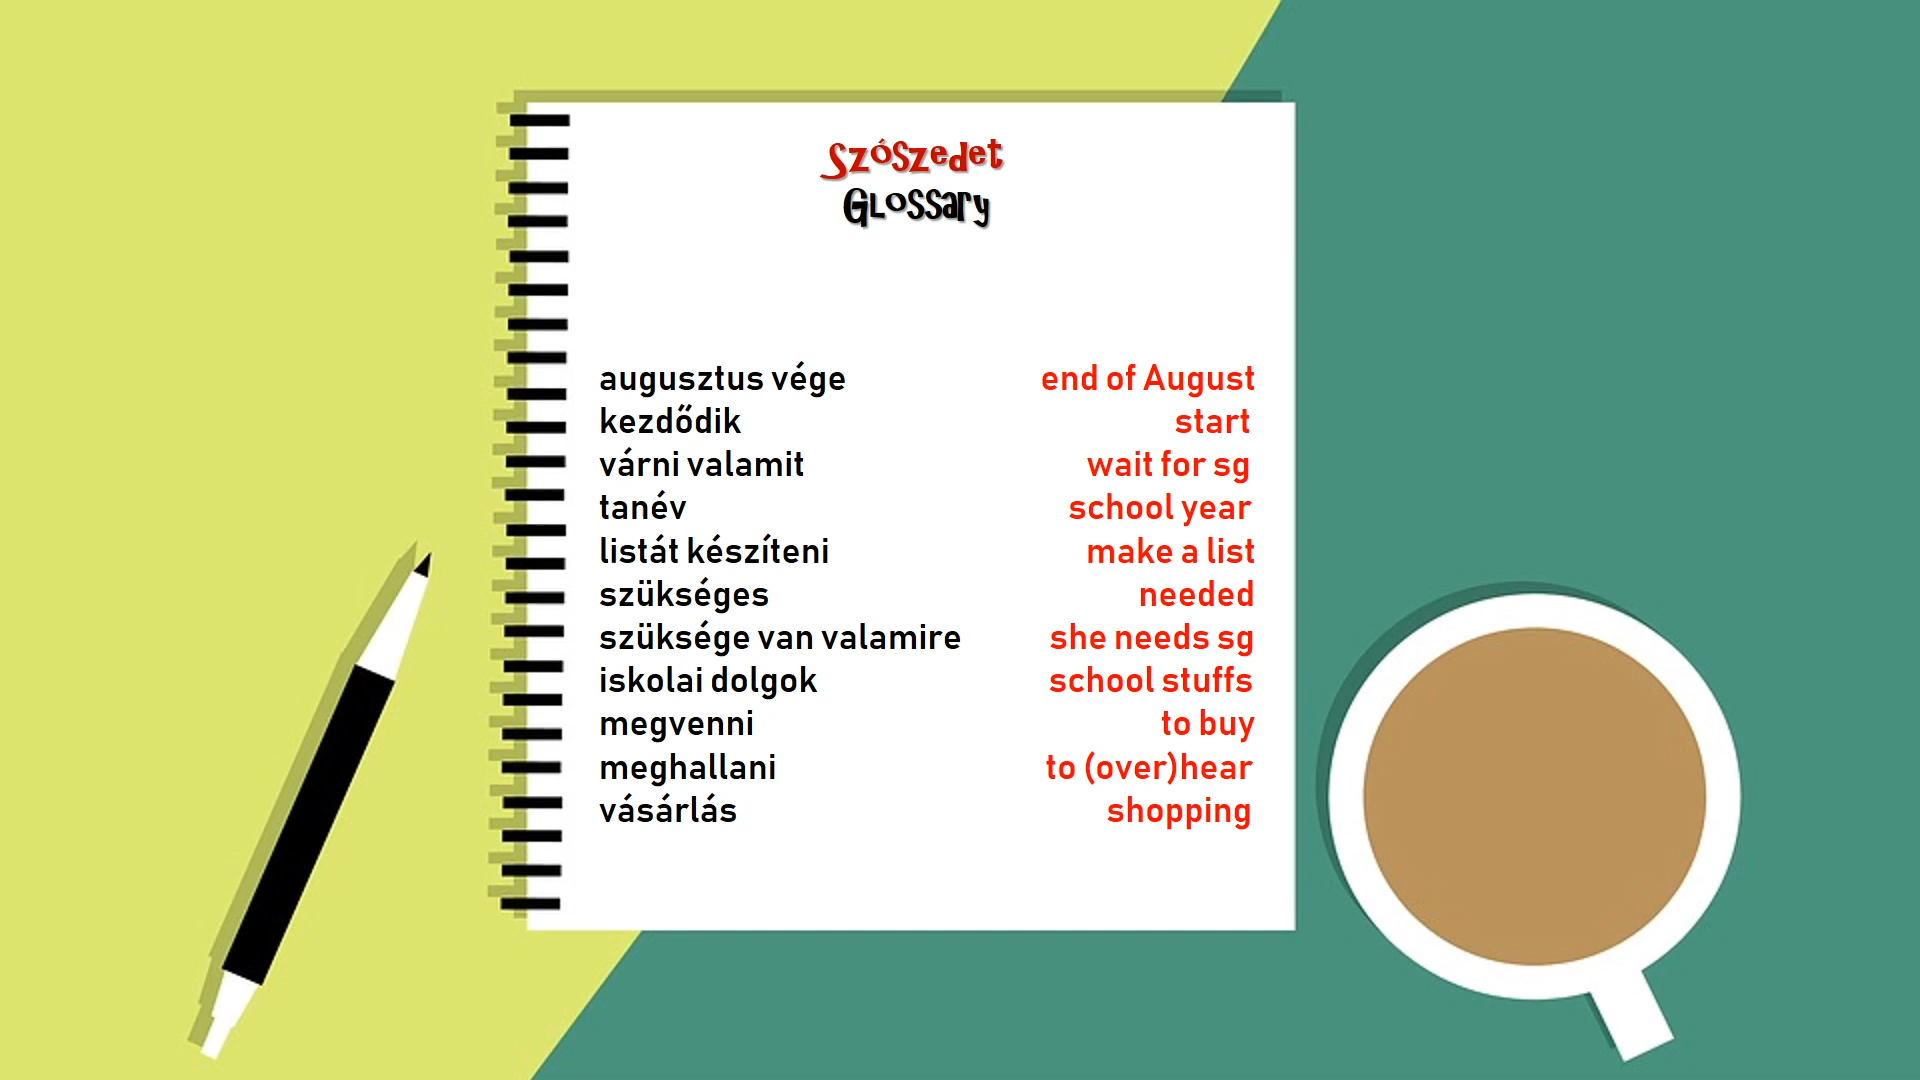 Szószedet
Glossary
augusztus vége end of August
kezdődik start
várni valamit wait for sg
tanév school year
listát készíteni make a list
szükséges needed
szüksége van valamire she needs sg
iskolai dolgok school stuffs
megvenni to buy
meghallani to (over)hear
vásárlás shopping